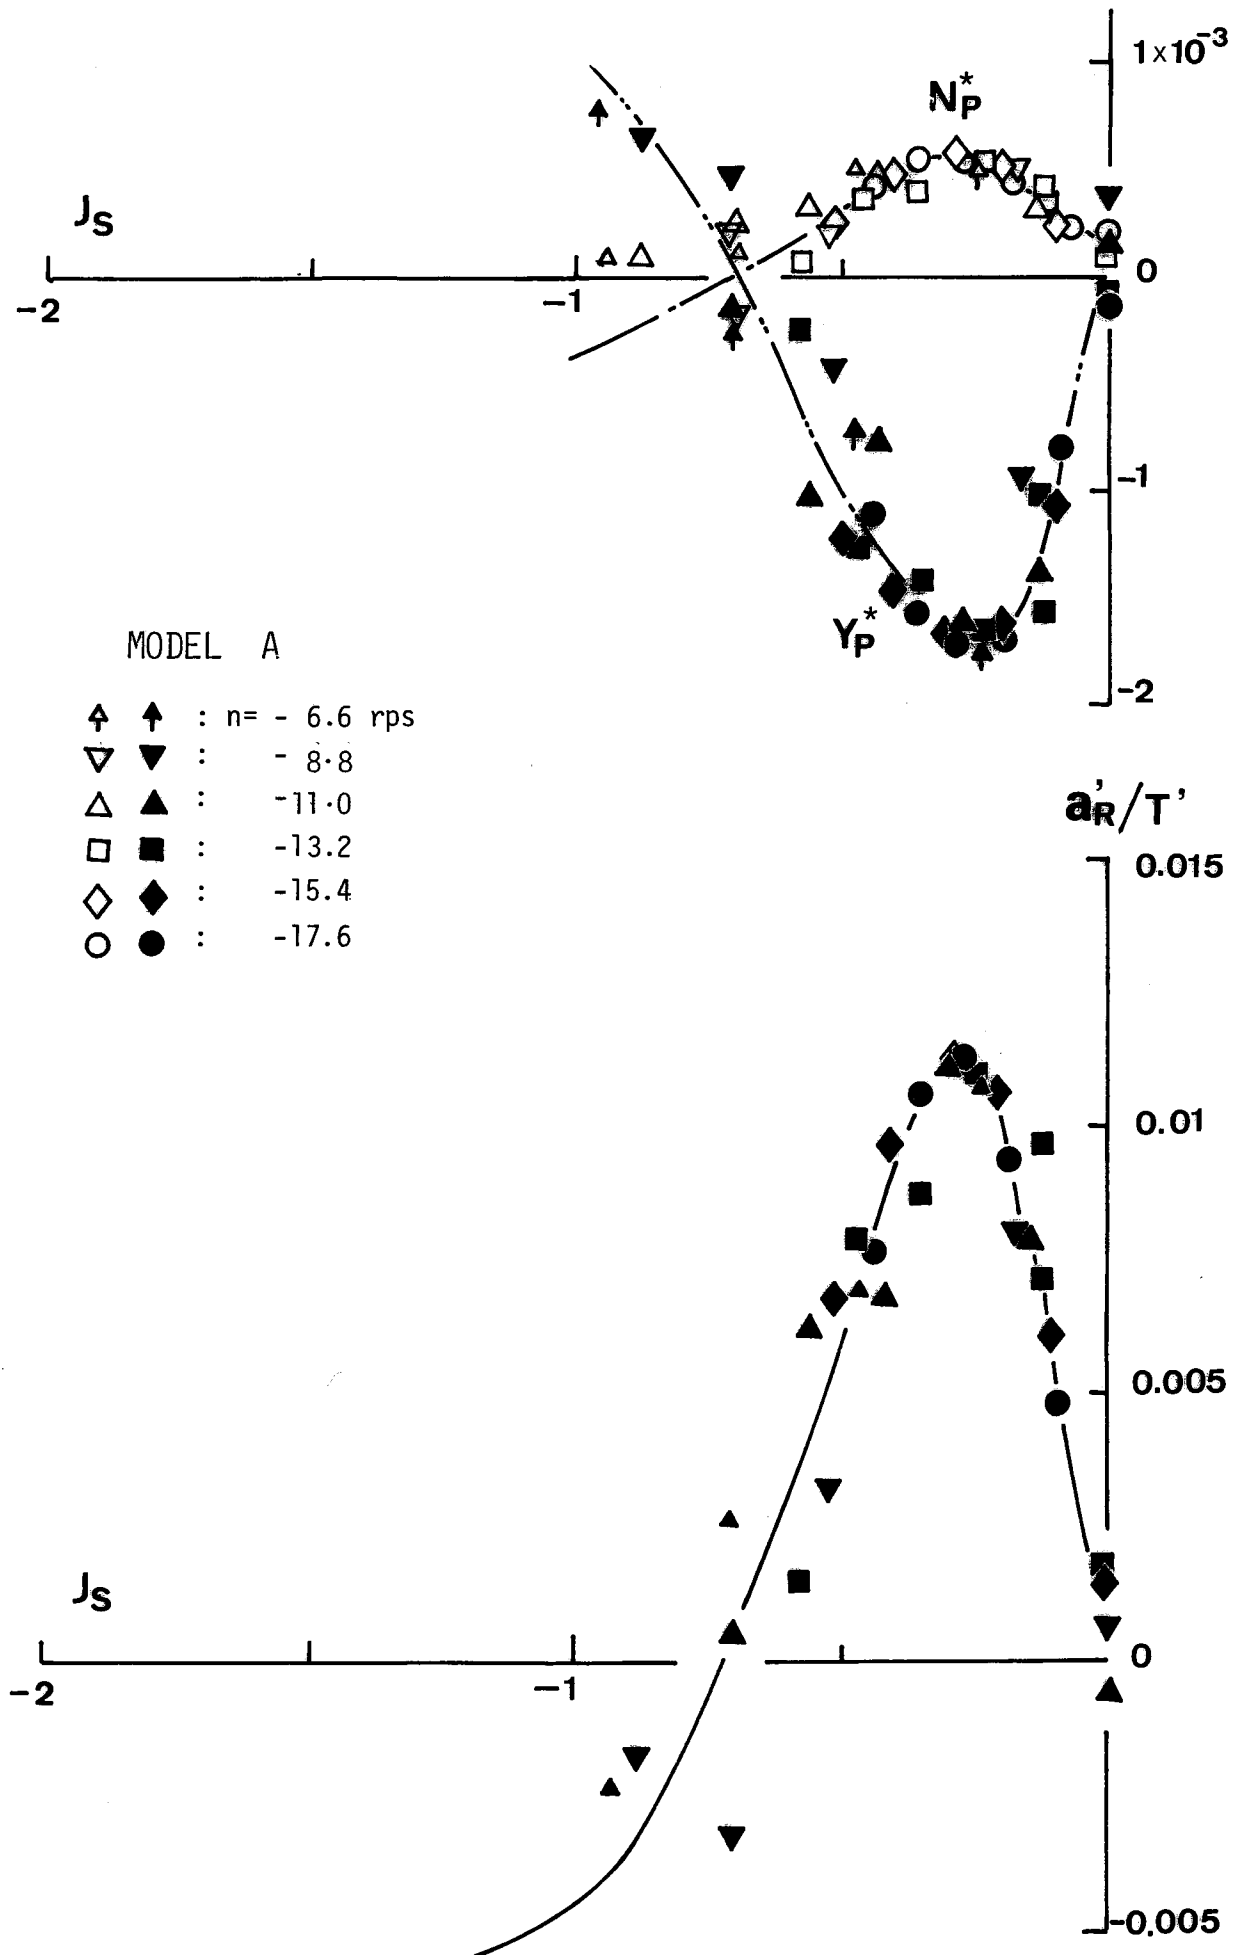 1×10⁻³
N*P
JS
-2
-1
0
-1
Y*P
-2
MODEL A
: n= - 6.6 rps
: - 8.8
: -11.0
: -13.2
: -15.4
: -17.6
a'R/T'
0.015
0.01
0.005
JS
0
-2
-1
-0.005